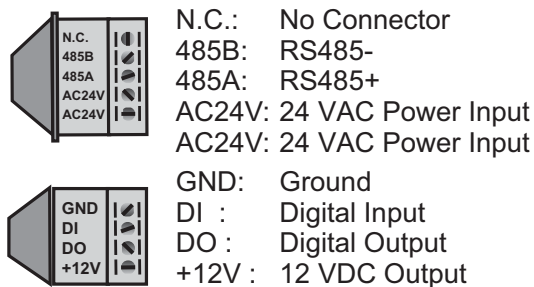 N.C.
485B
485A
AC24V
AC24V
N.C.: No Connector
485B: RS485-
485A: RS485+
AC24V: 24 VAC Power Input
AC24V: 24 VAC Power Input
GND
DI
DO
+12V
GND: Ground
DI : Digital Input
DO : Digital Output
+12V : 12 VDC Output